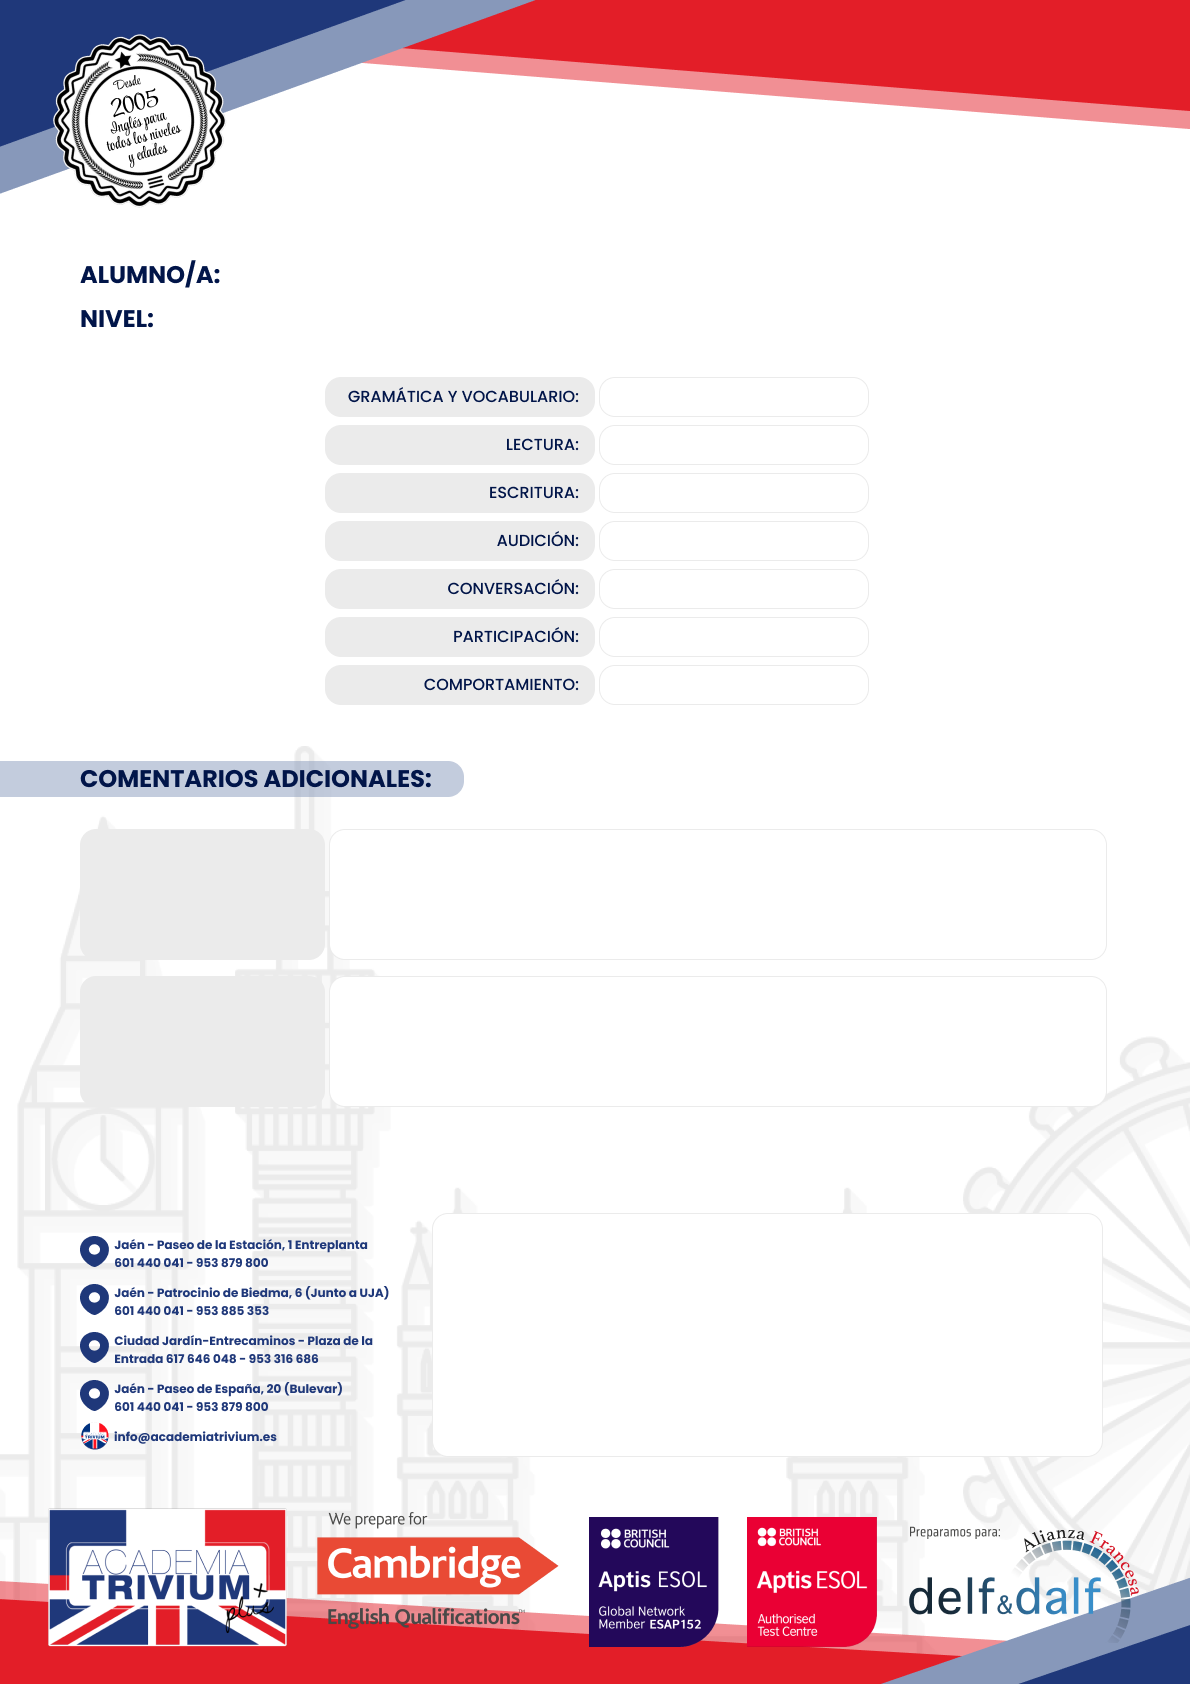 Desde
2005
Inglés para
todos los niveles
y edades
ALUMNO/A:
NIVEL:
GRAMÁTICA Y VOCABULARIO:
LECTURA:
ESCRITURA:
AUDICIÓN:
CONVERSACIÓN:
PARTICIPACIÓN:
COMPORTAMIENTO:
COMENTARIOS ADICIONALES:
Jaén - Paseo de la Estación, 1 Entreplanta
601 440 041 - 953 879 800
Jaén - Patrocinio de Biedma, 6 (Junto a UJA)
601 440 041 - 953 885 353
Ciudad Jardín-Entrecaminos - Plaza de la
Entrada 617 646 048 - 953 316 686
Jaén - Paseo de España, 20 (Bulevar)
601 440 041 - 953 879 800
TRIVIUM
info@academiatrivium.es
ACADEMIA
TRIVIUM+
plus
We prepare for
Cambridge
English Qualifications™
BRITISH
COUNCIL
Aptis ESOL
Global Network
Member ESAP152
BRITISH
COUNCIL
Aptis ESOL
Authorised
Test Centre
Preparamos para:
Alianza Francesa
delf&dalf